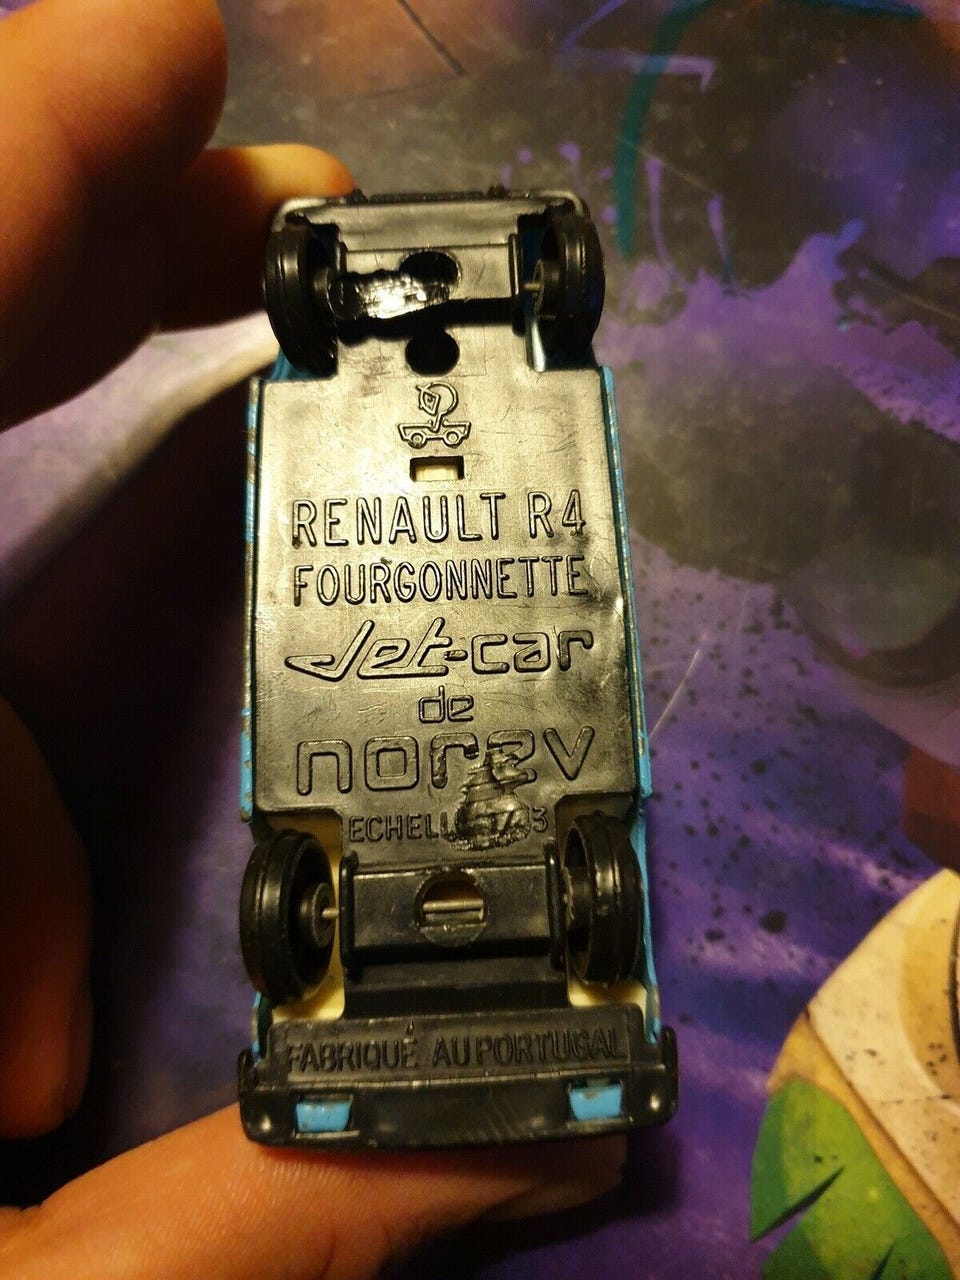 RENAULT R4
FOURGONNETTE
Jet-car
de
norev
FABRIQUÉ AU PORTUGAL